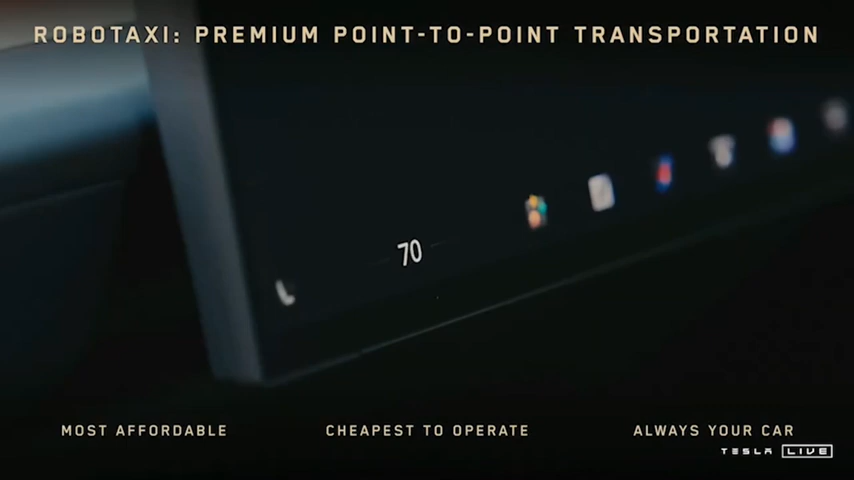 ROBOTAXI: PREMIUM POINT-TO-POINT TRANSPORTATION
70
MOST AFFORDABLE
CHEAPEST TO OPERATE
ALWAYS YOUR CAR
TESLA LIVE